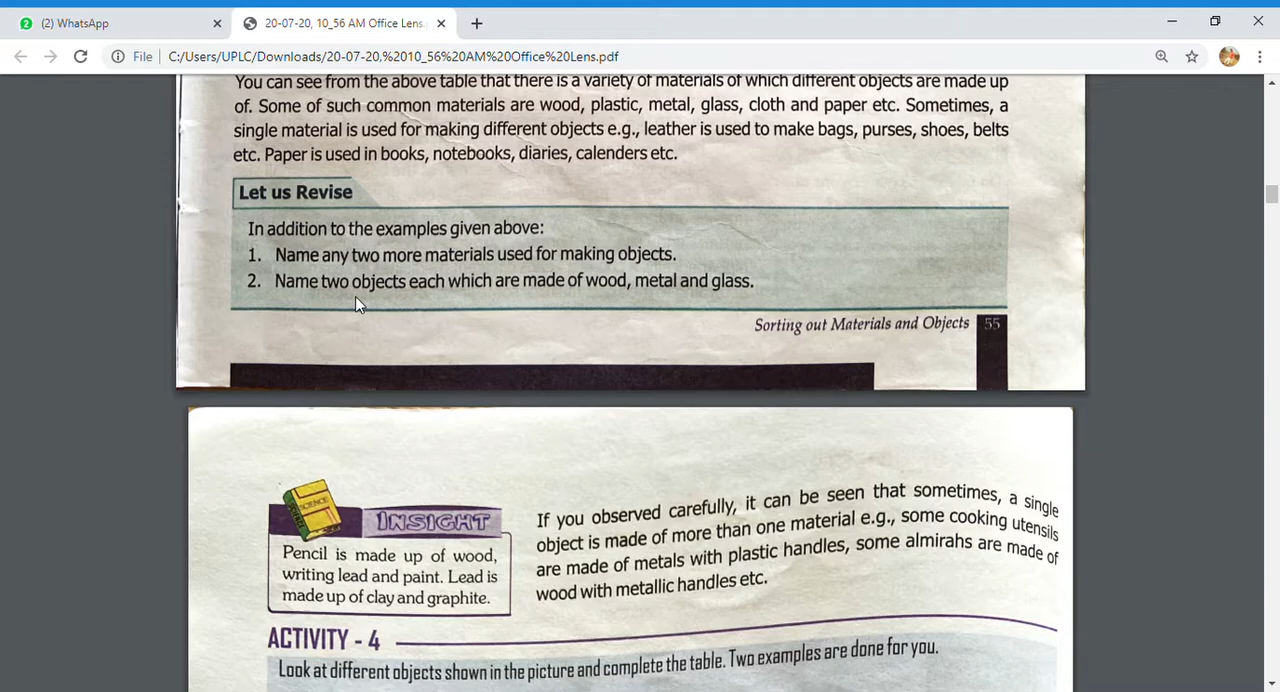 2
(2) WhatsApp
20-07-20, 10_56 AM Office Lens.
File
C:/Users/UPLC/Downloads/20-07-20,%2010_56%20AM%20Office%20Lens.pdf
You can see from the above table that there is a variety of materials of which different objects are made up
of. Some of such common materials are wood, plastic, metal, glass, cloth and paper etc. Sometimes, a
single material is used for making different objects e.g., leather is used to make bags, purses, shoes, belts
etc. Paper is used in books, notebooks, diaries, calenders etc.
Let us Revise
In addition to the examples given above:
1. Name any two more materials used for making objects.
2. Name two objects each which are made of wood, metal and glass.
Sorting out Materials and Objects 55
SCIENCE
INSIGHT
Pencil is made up of wood,
writing lead and paint. Lead is
made up of clay and graphite.
If you observed carefully, it can be seen that sometimes, a single
object is made of more than one material e.g., some cooking utensils
are made of metals with plastic handles, some almirahs are made of
wood with metallic handles etc.
ACTIVITY - 4
Look at different objects shown in the picture and complete the table. Two examples are done for you.